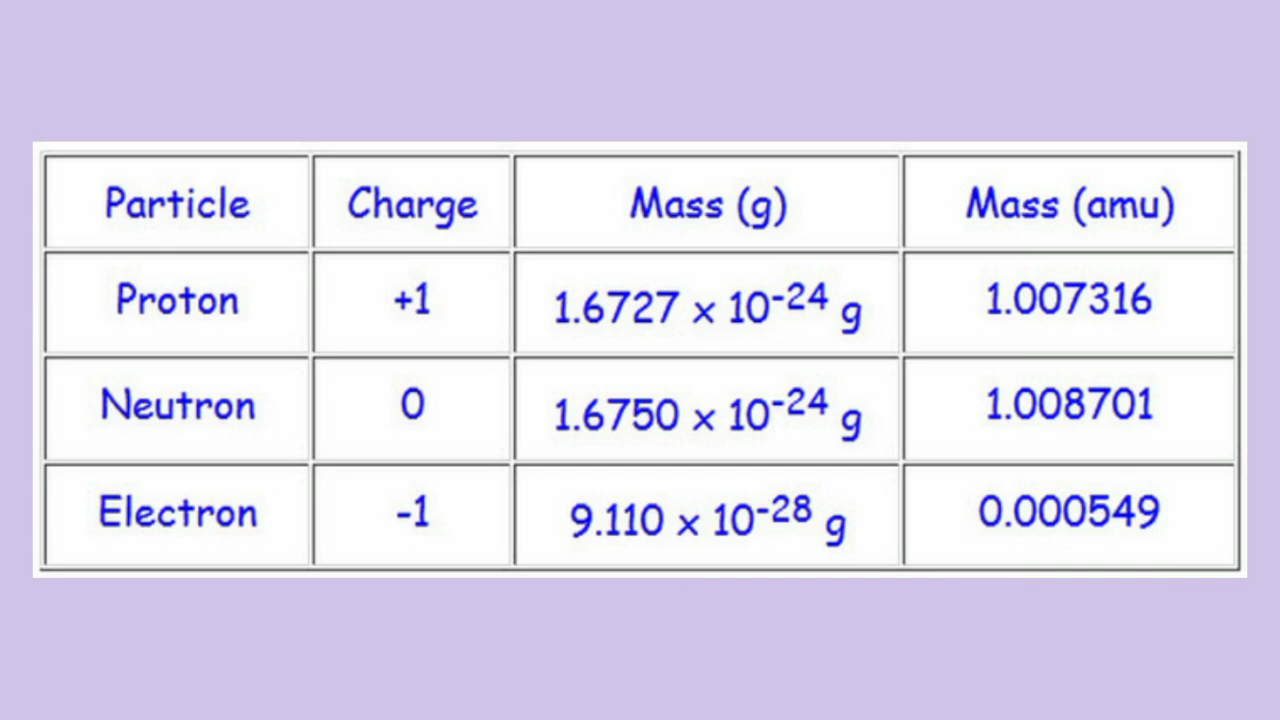 Particle Charge Mass (g) Mass (amu)
Proton +1 1.6727 x 10⁻²⁴ g 1.007316
Neutron 0 1.6750 x 10⁻²⁴ g 1.008701
Electron -1 9.110 x 10⁻²⁸ g 0.000549